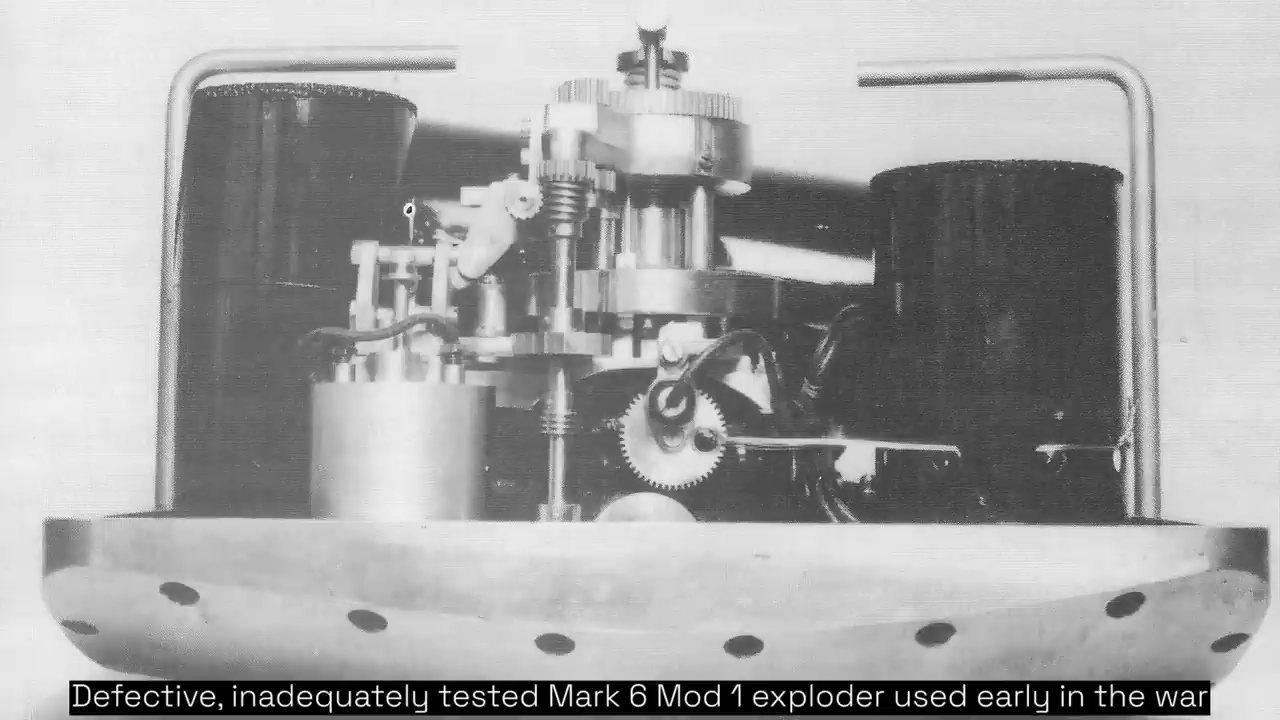 Defective, inadequately tested Mark 6 Mod 1 exploder used early in the war